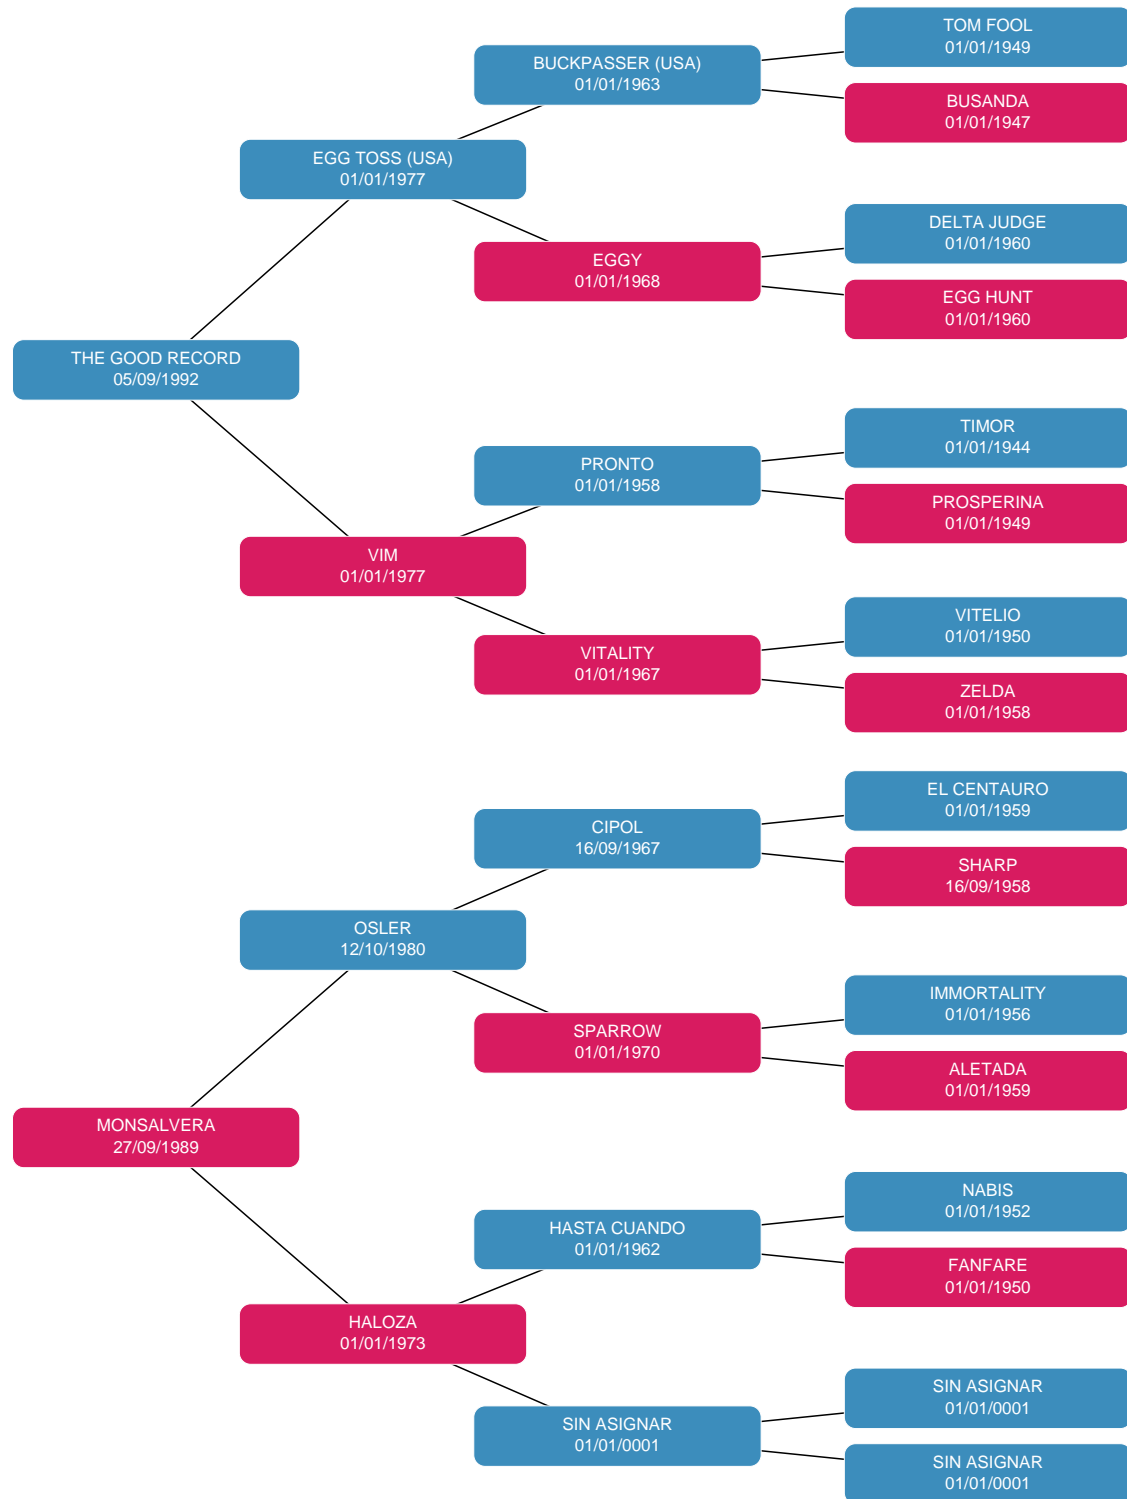 TOM FOOL
01/01/1949
BUCKPASSER (USA)
01/01/1963
BUSANDA
01/01/1947
EGG TOSS (USA)
01/01/1977
DELTA JUDGE
01/01/1960
EGGY
01/01/1968
EGG HUNT
01/01/1960
THE GOOD RECORD
05/09/1992
TIMOR
01/01/1944
PRONTO
01/01/1958
PROSPERINA
01/01/1949
VIM
01/01/1977
VITELIO
01/01/1950
VITALITY
01/01/1967
ZELDA
01/01/1958
EL CENTAURO
01/01/1959
CIPOL
16/09/1967
SHARP
16/09/1958
OSLER
12/10/1980
IMMORTALITY
01/01/1956
SPARROW
01/01/1970
ALETADA
01/01/1959
MONSALVERA
27/09/1989
NABIS
01/01/1952
HASTA CUANDO
01/01/1962
FANFARE
01/01/1950
HALOZA
01/01/1973
SIN ASIGNAR
01/01/0001
SIN ASIGNAR
01/01/0001
SIN ASIGNAR
01/01/0001